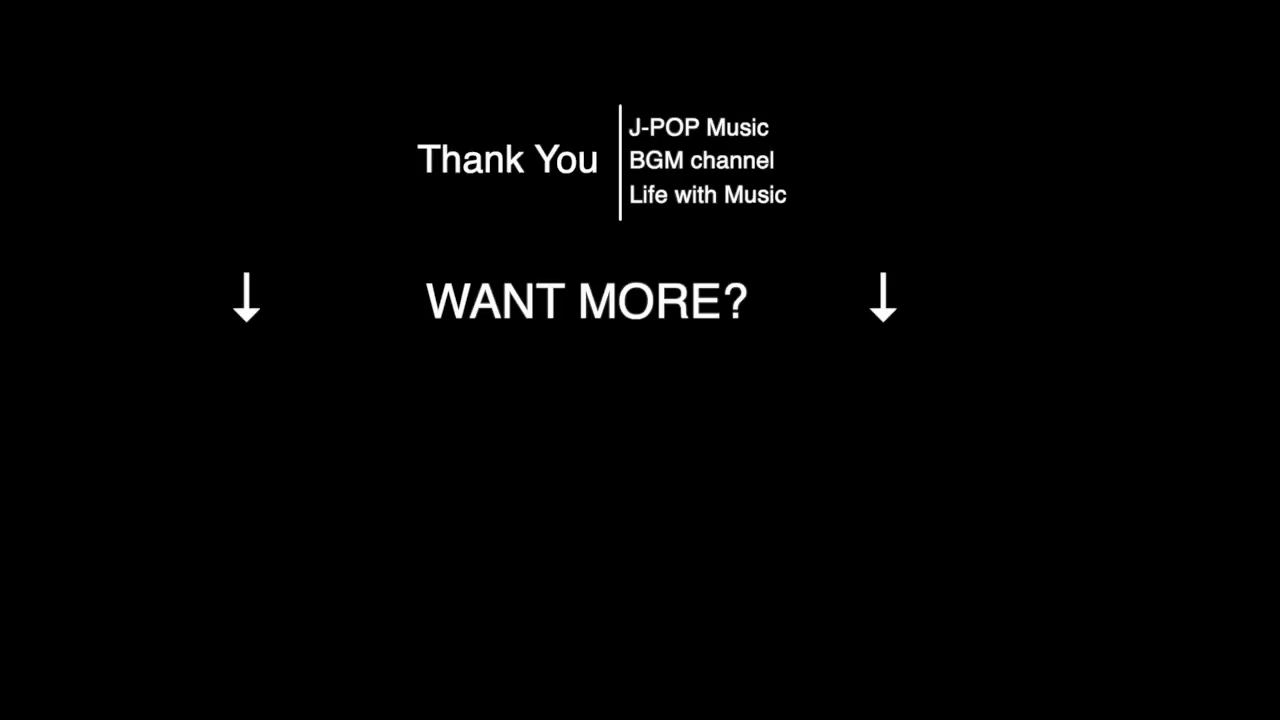 Thank You
J-POP Music
BGM channel
Life with Music
↓ WANT MORE? ↓